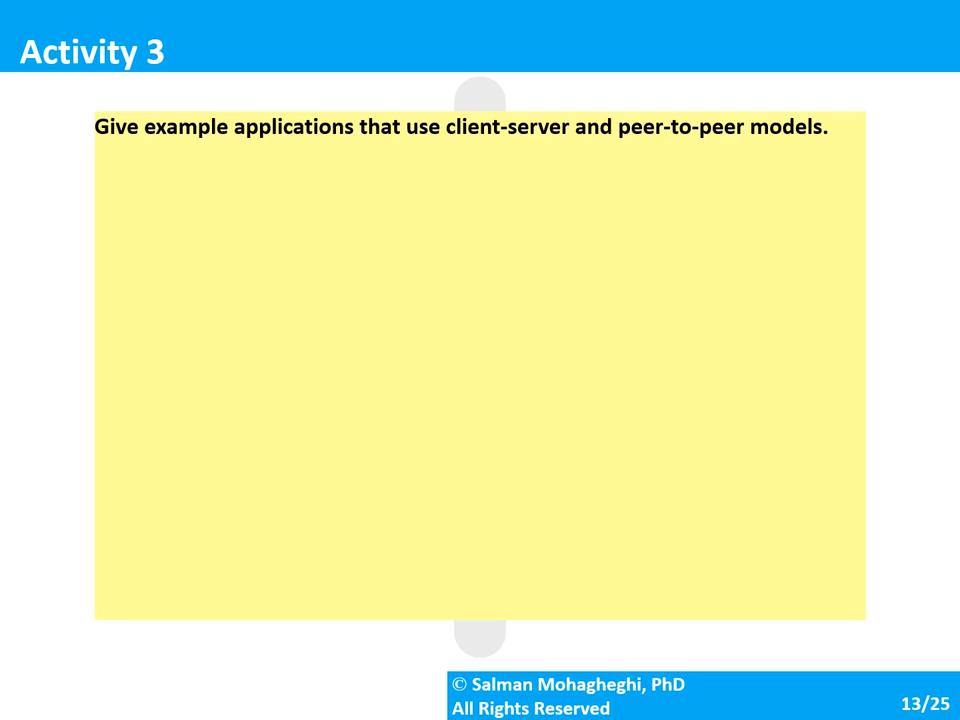 Activity 3
Give example applications that use client-server and peer-to-peer models.
© Salman Mohagheghi, PhD
All Rights Reserved
13/25